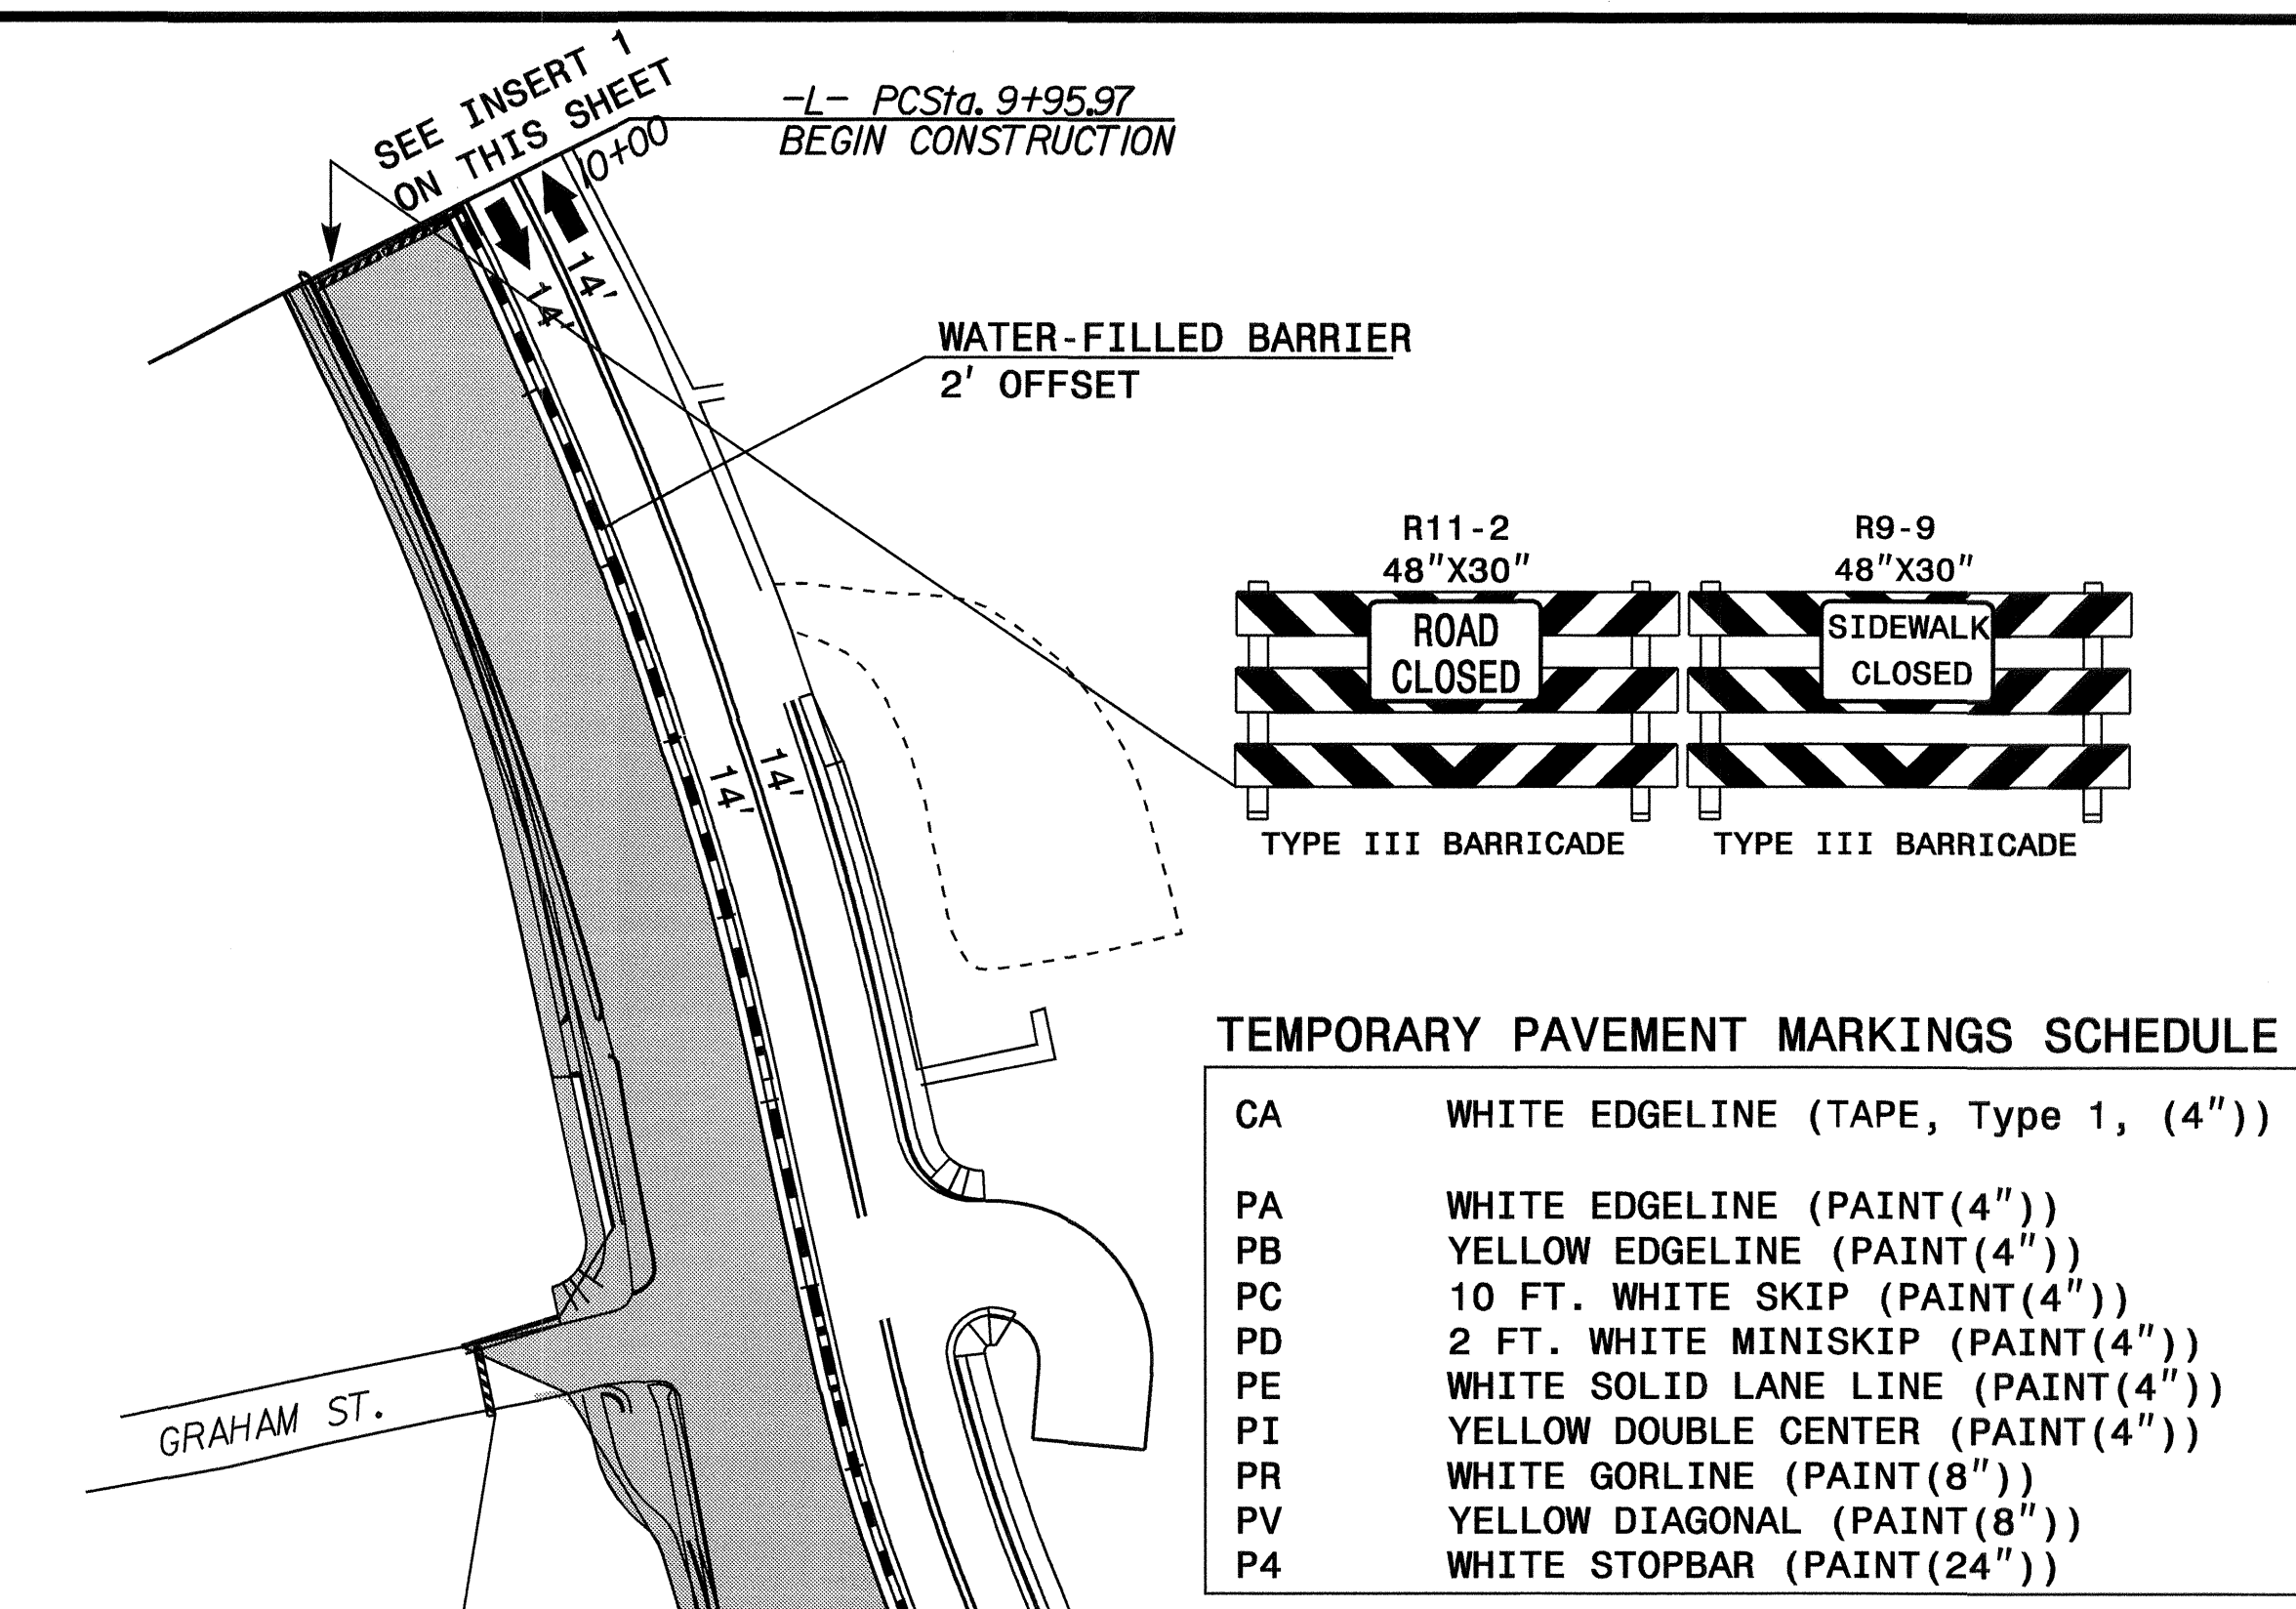 SEE INSERT 1
ON THIS SHEET
-L- PCSta. 9+95.97
BEGIN CONSTRUCTION
10+00
14'
14'
WATER-FILLED BARRIER
2' OFFSET
R11-2
48"X30"
ROAD
CLOSED
TYPE III BARRICADE
R9-9
48"X30"
SIDEWALK
CLOSED
TYPE III BARRICADE
14'
14'
TEMPORARY PAVEMENT MARKINGS SCHEDULE
CA WHITE EDGELINE (TAPE, Type 1, (4"))
PA WHITE EDGELINE (PAINT(4"))
PB YELLOW EDGELINE (PAINT(4"))
PC 10 FT. WHITE SKIP (PAINT(4"))
PD 2 FT. WHITE MINISKIP (PAINT(4"))
PE WHITE SOLID LANE LINE (PAINT(4"))
PI YELLOW DOUBLE CENTER (PAINT(4"))
PR WHITE GORLINE (PAINT(8"))
PV YELLOW DIAGONAL (PAINT(8"))
P4 WHITE STOPBAR (PAINT(24"))
GRAHAM ST.